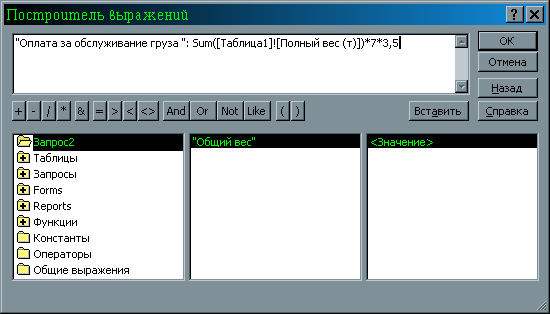 Построитель выражений
"Оплата за обслуживание груза ": Sum([Таблица1]![Полный вес (т)])*7*3,5
OK
Отмена
Назад
+ - / * & = > < <> And Or Not Like ( ) Вставить Справка
Запрос2 "Общий вес" <Значение>
Таблицы
Запросы
Forms
Reports
Функции
Константы
Операторы
Общие выражения